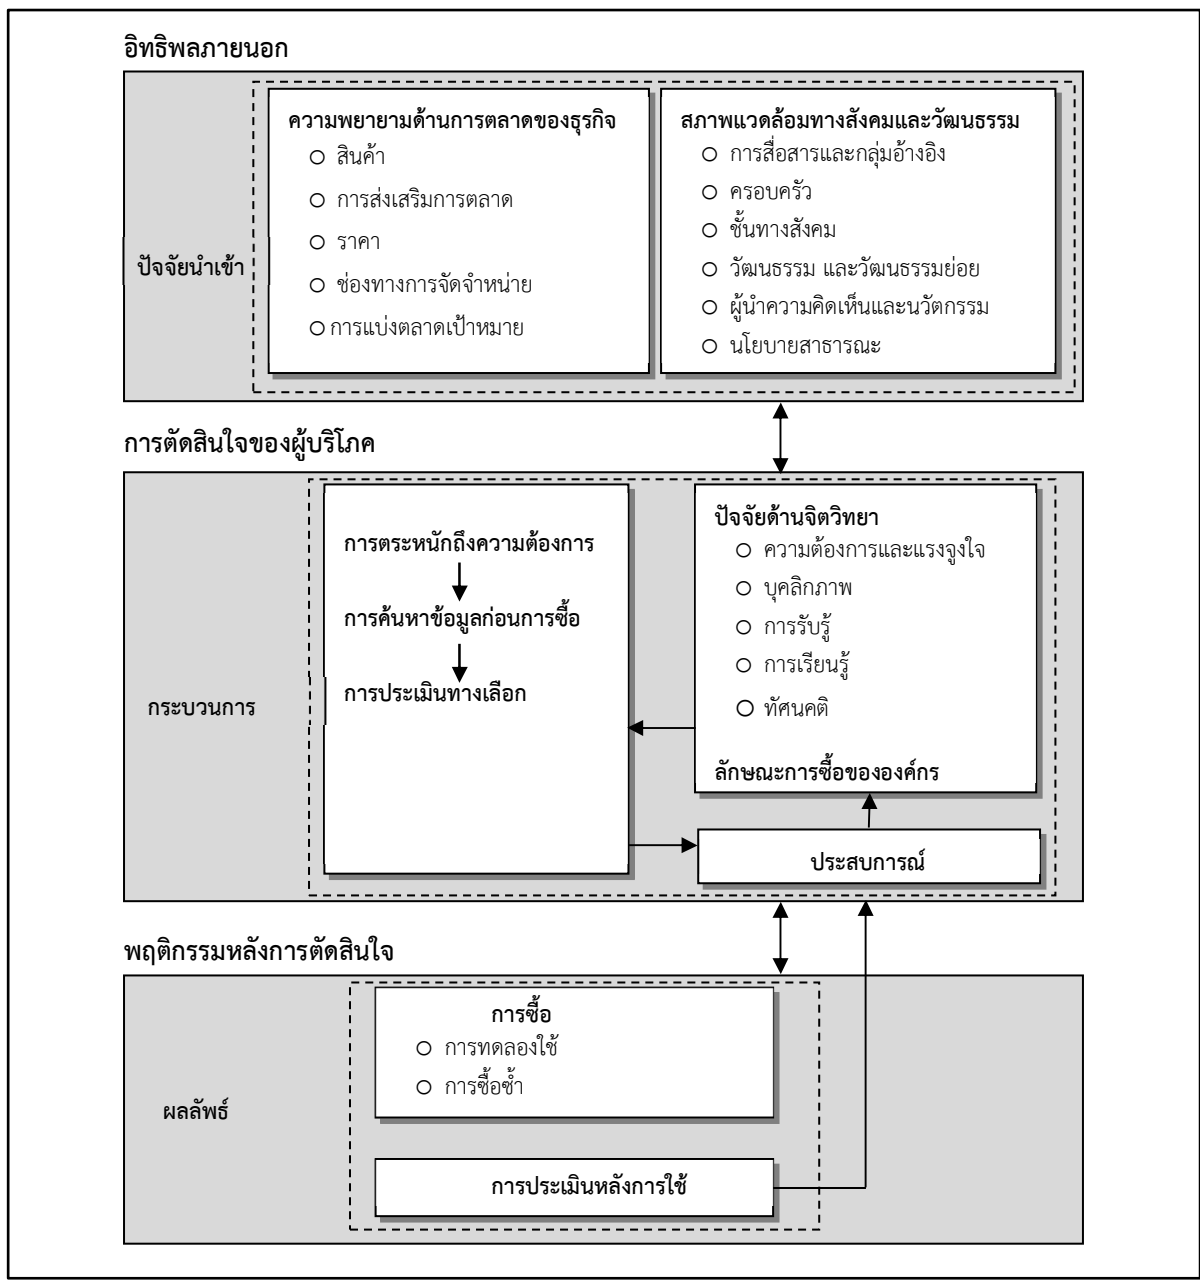 อิทธิพลภายนอก
ปัจจัยนำเข้า
ความพยายามด้านการตลาดของธุรกิจ
สินค้า
การส่งเสริมการตลาด
ราคา
ช่องทางการจัดจำหน่าย
การแบ่งตลาดเป้าหมาย
สภาพแวดล้อมทางสังคมและวัฒนธรรม
การสื่อสารและกลุ่มอ้างอิง
ครอบครัว
ชั้นทางสังคม
วัฒนธรรม และวัฒนธรรมย่อย
ผู้นำความคิดเห็นและนวัตกรรม
นโยบายสาธารณะ
การตัดสินใจของผู้บริโภค
กระบวนการ
การตระหนักถึงความต้องการ
การค้นหาข้อมูลก่อนการซื้อ
การประเมินทางเลือก
ปัจจัยด้านจิตวิทยา
ความต้องการและแรงจูงใจ
บุคลิกภาพ
การรับรู้
การเรียนรู้
ทัศนคติ
ลักษณะการซื้อขององค์กร
ประสบการณ์
พฤติกรรมหลังการตัดสินใจ
ผลลัพธ์
การซื้อ
การทดลองใช้
การซื้อซ้ำ
การประเมินหลังการใช้